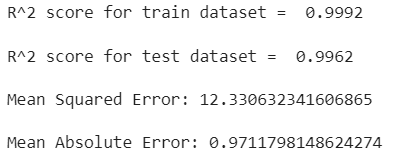 R^2 score for train dataset =  0.9992
R^2 score for test dataset =  0.9962
Mean Squared Error: 12.330632341606865
Mean Absolute Error: 0.9711798148624274